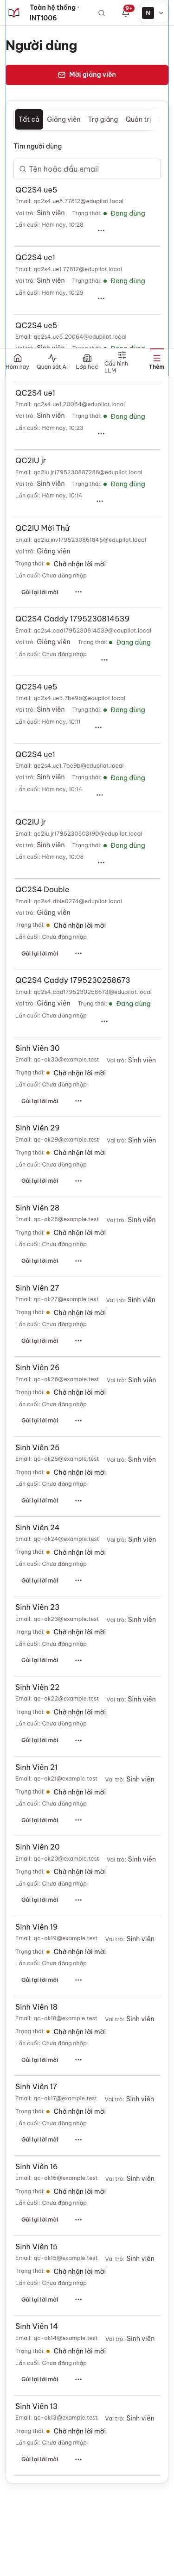 Toàn hệ thống ·
INT1006
9+
N
Người dùng
Mời giảng viên
Tất cả Giảng viên Trợ giảng Quản trị
Tìm người dùng
Tên hoặc đầu email
QC2S4 ue5
Email: qc2s4.ue5.77812@edupilot.local
Vai trò: Sinh viên Trạng thái: Đang dùng
Lần cuối: Hôm nay, 10:28
QC2S4 ue1
Email: qc2s4.ue1.77812@edupilot.local
Vai trò: Sinh viên Trạng thái: Đang dùng
Lần cuối: Hôm nay, 10:29
QC2S4 ue5
Email: qc2s4.ue5.20064@edupilot.local
Vai trò: Sinh viên Trạng thái: Đang dùng
Hôm nay Quan sát AI Lớp học Cấu hình LLM Thêm
QC2S4 ue1
Email: qc2s4.ue1.20064@edupilot.local
Vai trò: Sinh viên Trạng thái: Đang dùng
Lần cuối: Hôm nay, 10:23
QC2IU jr
Email: qc2iu.jr1795230887288@edupilot.local
Vai trò: Sinh viên Trạng thái: Đang dùng
Lần cuối: Hôm nay, 10:14
QC2IU Mời Thử
Email: qc2iu.inv1795230861846@edupilot.local
Vai trò: Giảng viên
Trạng thái: Chờ nhận lời mời
Lần cuối: Chưa đăng nhập
Gửi lại lời mời
QC2S4 Caddy 1795230814539
Email: qc2s4.cad1795230814539@edupilot.local
Vai trò: Giảng viên Trạng thái: Đang dùng
Lần cuối: Chưa đăng nhập
QC2S4 ue5
Email: qc2s4.ue5.7be9b@edupilot.local
Vai trò: Sinh viên Trạng thái: Đang dùng
Lần cuối: Hôm nay, 10:11
QC2S4 ue1
Email: qc2s4.ue1.7be9b@edupilot.local
Vai trò: Sinh viên Trạng thái: Đang dùng
Lần cuối: Hôm nay, 10:14
QC2IU jr
Email: qc2iu.jr1795230503190@edupilot.local
Vai trò: Sinh viên Trạng thái: Đang dùng
Lần cuối: Hôm nay, 10:08
QC2S4 Double
Email: qc2s4.dble0274@edupilot.local
Vai trò: Giảng viên
Trạng thái: Chờ nhận lời mời
Lần cuối: Chưa đăng nhập
Gửi lại lời mời
QC2S4 Caddy 1795230258673
Email: qc2s4.cad1795230258673@edupilot.local
Vai trò: Giảng viên Trạng thái: Đang dùng
Lần cuối: Chưa đăng nhập
Sinh Viên 30
Email: qc-ok30@example.test Vai trò: Sinh viên
Trạng thái: Chờ nhận lời mời
Lần cuối: Chưa đăng nhập
Gửi lại lời mời
Sinh Viên 29
Email: qc-ok29@example.test Vai trò: Sinh viên
Trạng thái: Chờ nhận lời mời
Lần cuối: Chưa đăng nhập
Gửi lại lời mời
Sinh Viên 28
Email: qc-ok28@example.test Vai trò: Sinh viên
Trạng thái: Chờ nhận lời mời
Lần cuối: Chưa đăng nhập
Gửi lại lời mời
Sinh Viên 27
Email: qc-ok27@example.test Vai trò: Sinh viên
Trạng thái: Chờ nhận lời mời
Lần cuối: Chưa đăng nhập
Gửi lại lời mời
Sinh Viên 26
Email: qc-ok26@example.test Vai trò: Sinh viên
Trạng thái: Chờ nhận lời mời
Lần cuối: Chưa đăng nhập
Gửi lại lời mời
Sinh Viên 25
Email: qc-ok25@example.test Vai trò: Sinh viên
Trạng thái: Chờ nhận lời mời
Lần cuối: Chưa đăng nhập
Gửi lại lời mời
Sinh Viên 24
Email: qc-ok24@example.test Vai trò: Sinh viên
Trạng thái: Chờ nhận lời mời
Lần cuối: Chưa đăng nhập
Gửi lại lời mời
Sinh Viên 23
Email: qc-ok23@example.test Vai trò: Sinh viên
Trạng thái: Chờ nhận lời mời
Lần cuối: Chưa đăng nhập
Gửi lại lời mời
Sinh Viên 22
Email: qc-ok22@example.test Vai trò: Sinh viên
Trạng thái: Chờ nhận lời mời
Lần cuối: Chưa đăng nhập
Gửi lại lời mời
Sinh Viên 21
Email: qc-ok21@example.test Vai trò: Sinh viên
Trạng thái: Chờ nhận lời mời
Lần cuối: Chưa đăng nhập
Gửi lại lời mời
Sinh Viên 20
Email: qc-ok20@example.test Vai trò: Sinh viên
Trạng thái: Chờ nhận lời mời
Lần cuối: Chưa đăng nhập
Gửi lại lời mời
Sinh Viên 19
Email: qc-ok19@example.test Vai trò: Sinh viên
Trạng thái: Chờ nhận lời mời
Lần cuối: Chưa đăng nhập
Gửi lại lời mời
Sinh Viên 18
Email: qc-ok18@example.test Vai trò: Sinh viên
Trạng thái: Chờ nhận lời mời
Lần cuối: Chưa đăng nhập
Gửi lại lời mời
Sinh Viên 17
Email: qc-ok17@example.test Vai trò: Sinh viên
Trạng thái: Chờ nhận lời mời
Lần cuối: Chưa đăng nhập
Gửi lại lời mời
Sinh Viên 16
Email: qc-ok16@example.test Vai trò: Sinh viên
Trạng thái: Chờ nhận lời mời
Lần cuối: Chưa đăng nhập
Gửi lại lời mời
Sinh Viên 15
Email: qc-ok15@example.test Vai trò: Sinh viên
Trạng thái: Chờ nhận lời mời
Lần cuối: Chưa đăng nhập
Gửi lại lời mời
Sinh Viên 14
Email: qc-ok14@example.test Vai trò: Sinh viên
Trạng thái: Chờ nhận lời mời
Lần cuối: Chưa đăng nhập
Gửi lại lời mời
Sinh Viên 13
Email: qc-ok13@example.test Vai trò: Sinh viên
Trạng thái: Chờ nhận lời mời
Lần cuối: Chưa đăng nhập
Gửi lại lời mời